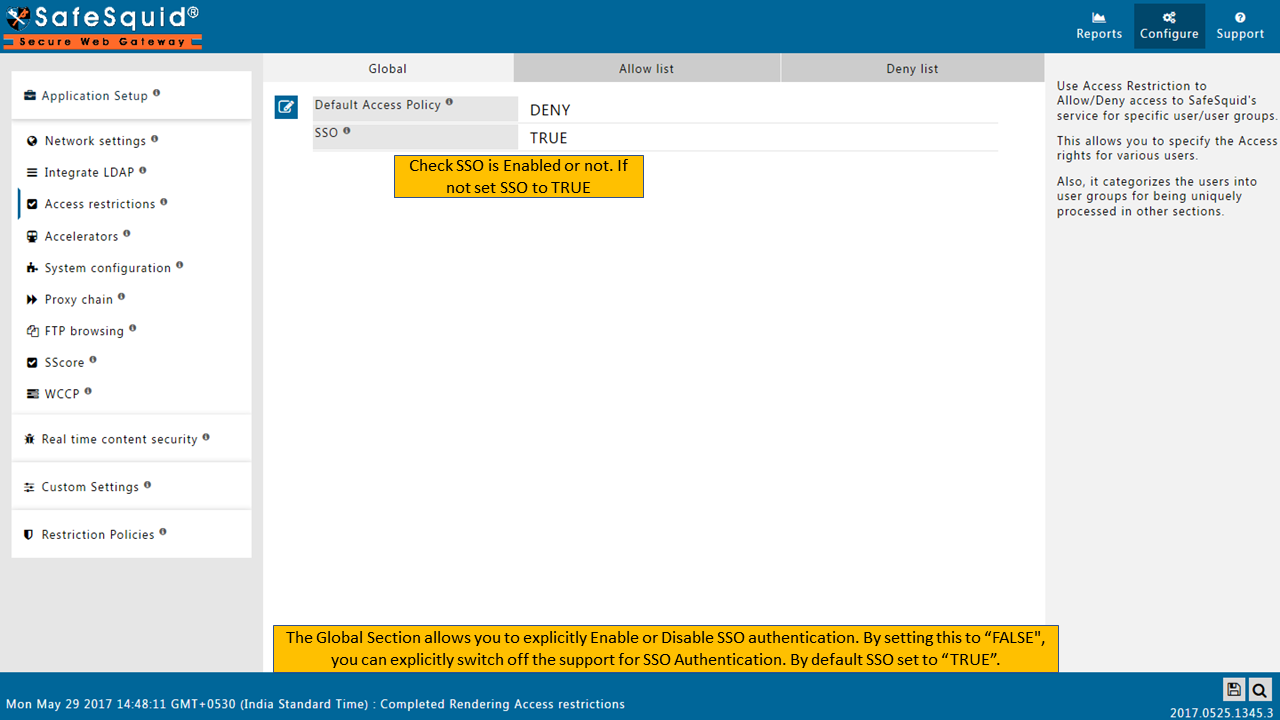 SafeSquid®
Secure Web Gateway
Reports
Configure
Support
Application Setup
Network settings
Integrate LDAP
Access restrictions
Accelerators
System configuration
Proxy chain
FTP browsing
SScore
WCCP
Real time content security
Custom Settings
Restriction Policies
Global
Allow list
Deny list
Default Access Policy
DENY
SSO
TRUE
Check SSO is Enabled or not. If
not set SSO to TRUE
The Global Section allows you to explicitly Enable or Disable SSO authentication. By setting this to “FALSE",
you can explicitly switch off the support for SSO Authentication. By default SSO set to “TRUE”.
Use Access Restriction to
Allow/Deny access to SafeSquid's
service for specific user/user groups.
This allows you to specify the Access
rights for various users.
Also, it categorizes the users into
user groups for being uniquely
processed in other sections.
Mon May 29 2017 14:48:11 GMT+0530 (India Standard Time) : Completed Rendering Access restrictions
2017.0525.1345.3